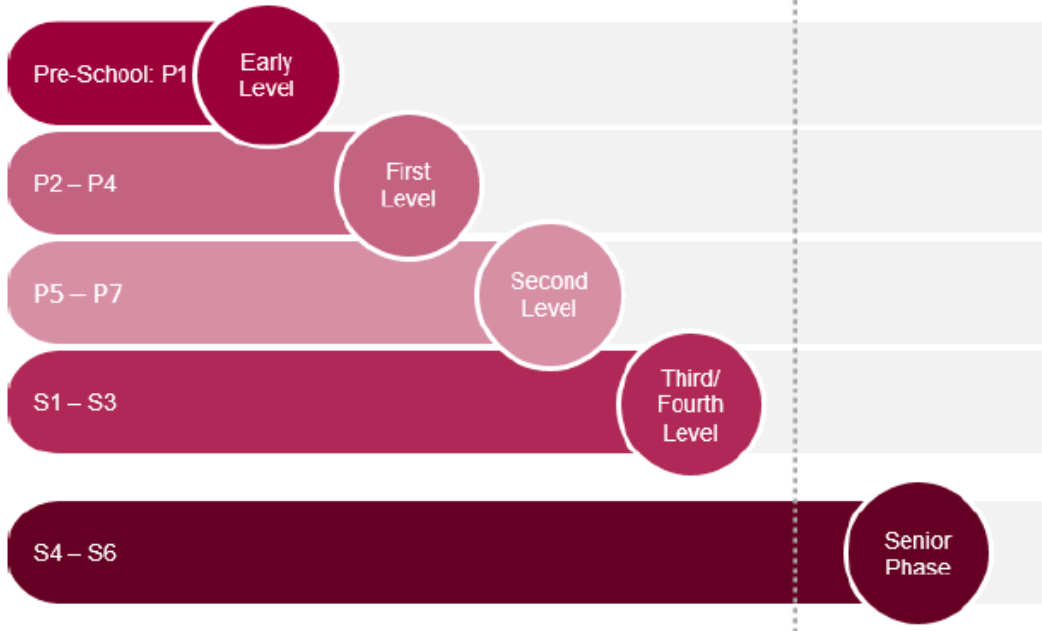 Pre-School: P1
Early
Level
P2 – P4
First
Level
P5 – P7
Second
Level
S1 – S3
Third/
Fourth
Level
S4 – S6
Senior
Phase